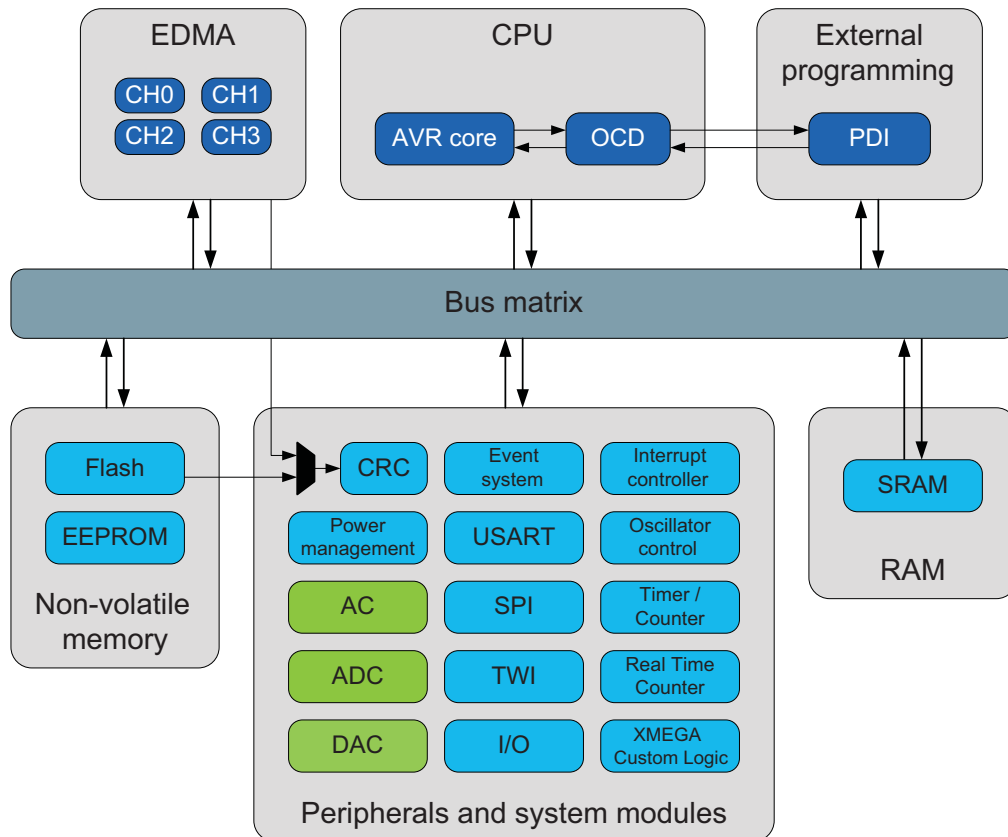 EDMA
CH0
CH1
CH2
CH3
CPU
AVR core
OCD
External
programming
PDI
Bus matrix
Flash
EEPROM
Non-volatile
memory
CRC
Event
system
Interrupt
controller
Power
management
USART
Oscillator
control
AC
SPI
Timer /
Counter
ADC
TWI
Real Time
Counter
DAC
I/O
XMEGA
Custom Logic
Peripherals and system modules
SRAM
RAM